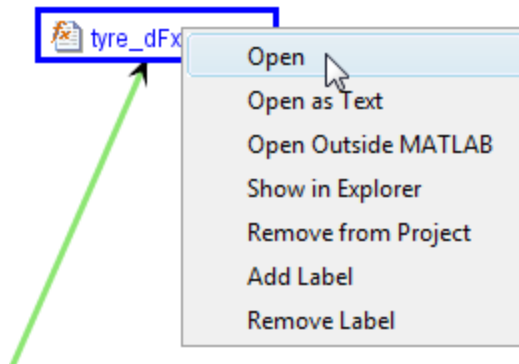 tyre_dFx
Open
Open as Text
Open Outside MATLAB
Show in Explorer
Remove from Project
Add Label
Remove Label